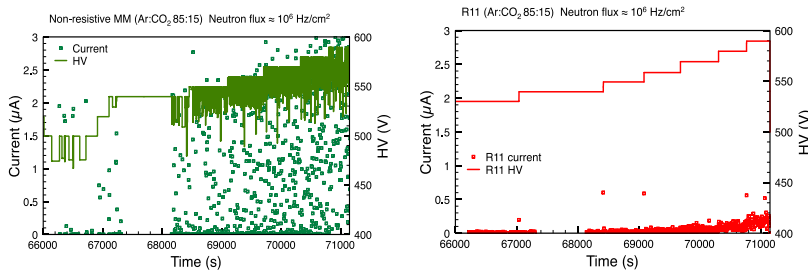 Non-resistive MM (Ar:CO2 85:15) Neutron flux ≈ 10^6 Hz/cm^2
3
2.5
2
1.5
1
0.5
0
Current (µA)
Current
HV
600
550
500
450
400
HV (V)
66000 67000 68000 69000 70000 71000
Time (s)
R11 (Ar:CO2 85:15) Neutron flux ≈ 10^6 Hz/cm^2
3
2.5
2
1.5
1
0.5
0
Current (µA)
R11 current
R11 HV
600
550
500
450
400
HV (V)
66000 67000 68000 69000 70000 71000
Time (s)